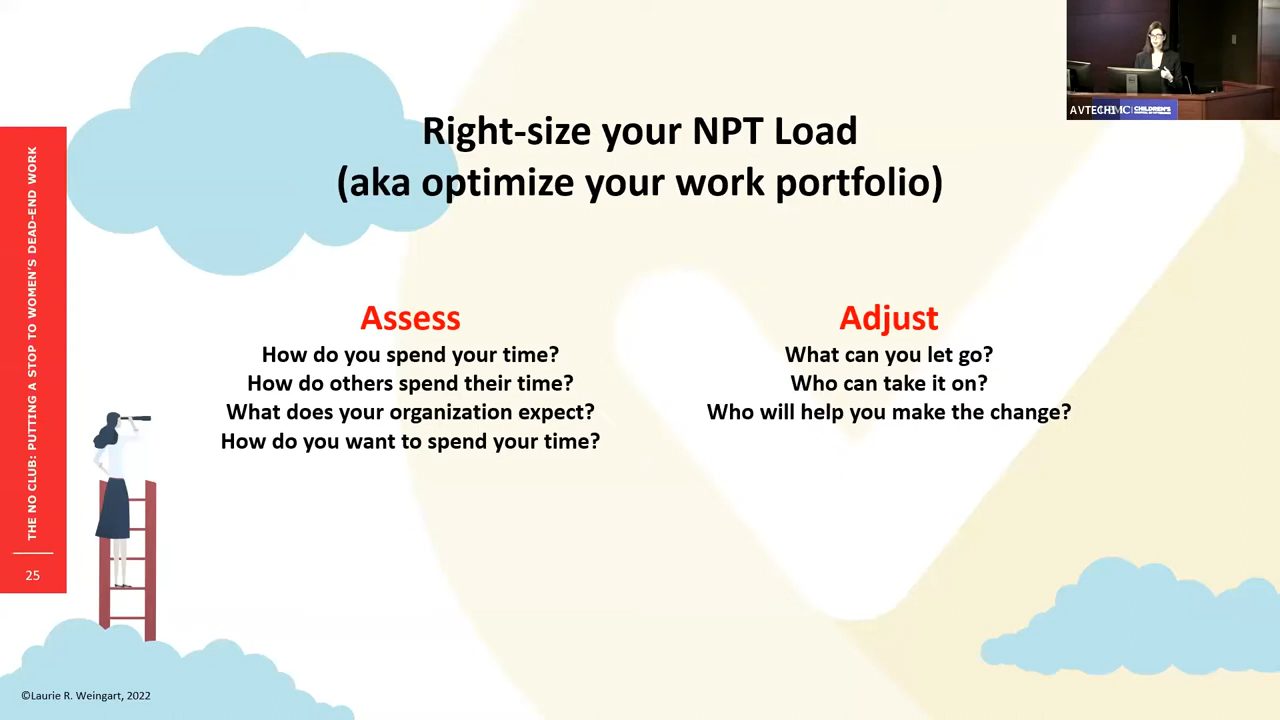 Right-size your NPT Load
(aka optimize your work portfolio)
Assess
How do you spend your time?
How do others spend their time?
What does your organization expect?
How do you want to spend your time?
Adjust
What can you let go?
Who can take it on?
Who will help you make the change?
THE NO CLUB: PUTTING A STOP TO WOMEN'S DEAD-END WORK
25
©Laurie R. Weingart, 2022
CHILDREN'S